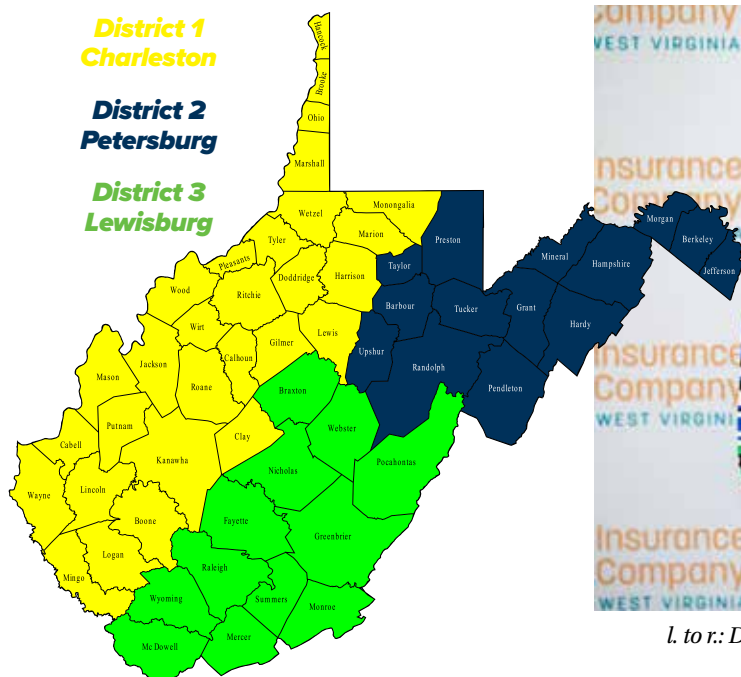 District 1
Charleston
District 2
Petersburg
District 3
Lewisburg
Hancock
Brooke
Ohio
Marshall
Wetzel
Monongalia
Marion
Tyler
Pleasants
Doddridge
Harrison
Wood
Ritchie
Wirt
Gilmer
Lewis
Calhoun
Jackson
Roane
Mason
Putnam
Cabell
Clay
Kanawha
Wayne
Lincoln
Boone
Logan
Mingo
Preston
Taylor
Barbour
Tucker
Upshur
Randolph
Grant
Mineral
Hampshire
Hardy
Pendleton
Morgan
Berkeley
Jefferson
Braxton
Webster
Pocahontas
Nicholas
Fayette
Greenbrier
Raleigh
Wyoming
Summers
Monroe
Mercer
Mc Dowell
Company
WEST VIRGINIA
nsurance
Company
Insurance
Company
WEST VIRGINI
Insurance
Company
WEST VIRGINIA
l. to r.: D